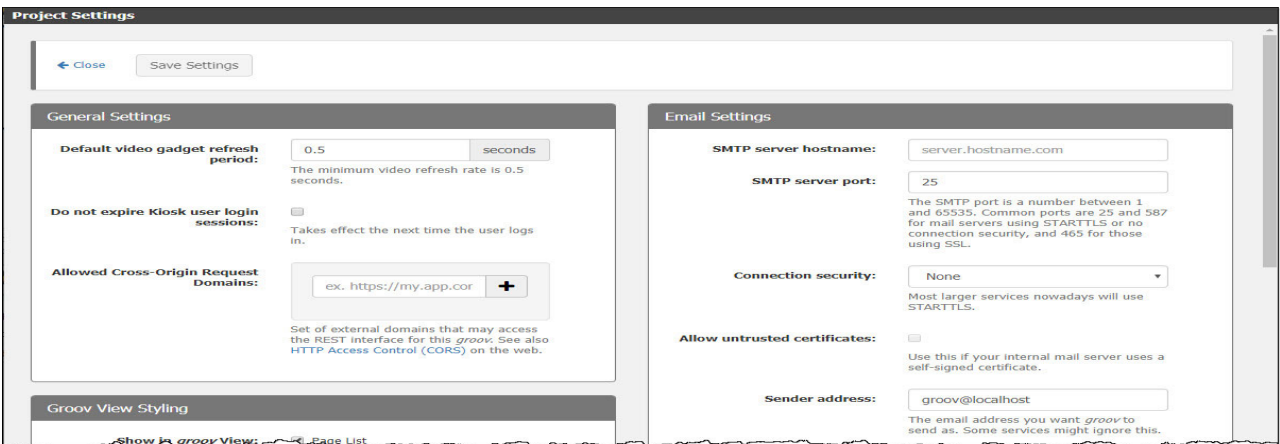 Project Settings
Close
Save Settings
General Settings
Default video gadget refresh
period:
0.5
seconds
The minimum video refresh rate is 0.5
seconds.
Do not expire Kiosk user login
sessions:
Takes effect the next time the user logs
in.
Allowed Cross-Origin Request
Domains:
ex. https://my.app.cor
Set of external domains that may access
the REST interface for this groov. See also
HTTP Access Control (CORS) on the web.
Groov View Styling
Show in groov View:
Page List
Email Settings
SMTP server hostname:
server.hostname.com
SMTP server port:
25
The SMTP port is a number between 1
and 65535. Common ports are 25 and 587
for mail servers using STARTTLS or no
connection security, and 465 for those
using SSL.
Connection security:
None
Most larger services nowadays will use
STARTTLS.
Allow untrusted certificates:
Use this if your internal mail server uses a
self-signed certificate.
Sender address:
groov@localhost
The email address you want groov to
send as. Some services might ignore this.